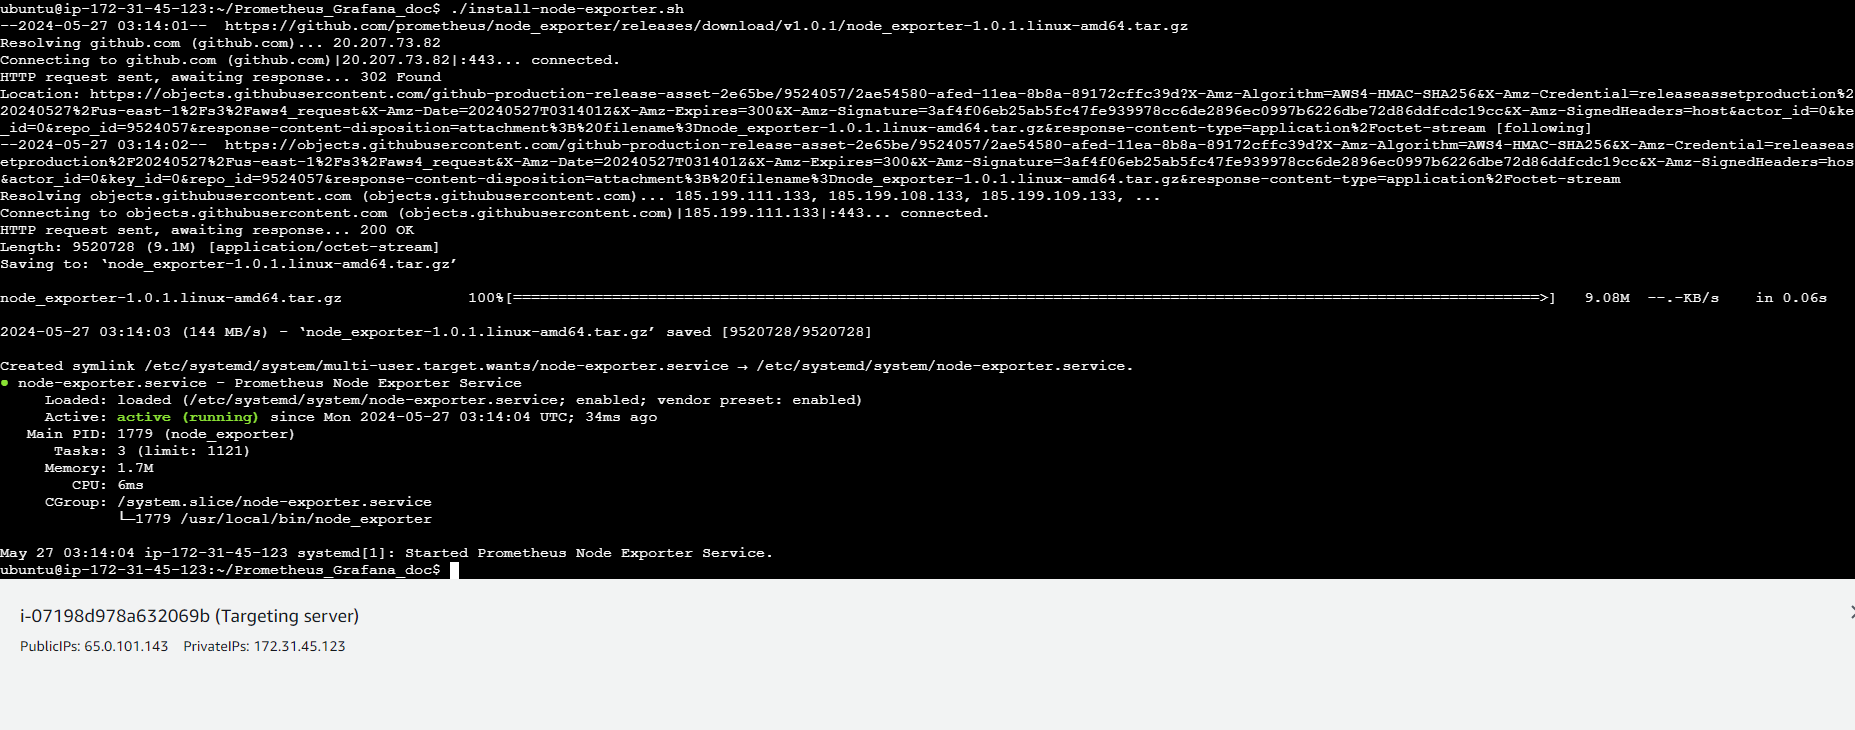 ubuntu@ip-172-31-45-123:~/Prometheus_Grafana_doc$ ./install-node-exporter.sh
--2024-05-27 03:14:01--  https://github.com/prometheus/node_exporter/releases/download/v1.0.1/node_exporter-1.0.1.linux-amd64.tar.gz
Resolving github.com (github.com)... 20.207.73.82
Connecting to github.com (github.com)|20.207.73.82|:443... connected.
HTTP request sent, awaiting response... 302 Found
Location: https://objects.githubusercontent.com/github-production-release-asset-2e65be/9524057/2ae54580-afed-11ea-8b8a-89172cffc39d?X-Amz-Algorithm=AWS4-HMAC-SHA256&X-Amz-Credential=releaseassetproduction%2
20240527%2Fus-east-1%2Fs3%2Faws4_request&X-Amz-Date=20240527T031401Z&X-Amz-Expires=300&X-Amz-Signature=3af4f06eb25ab5fc47fe939978cc6de2896ec0997b6226dbe72d86ddfcdc19cc&X-Amz-SignedHeaders=host&actor_id=0&ke
_id=0&repo_id=9524057&response-content-disposition=attachment%3B%20filename%3Dnode_exporter-1.0.1.linux-amd64.tar.gz&response-content-type=application%2Foctet-stream [following]
--2024-05-27 03:14:02--  https://objects.githubusercontent.com/github-production-release-asset-2e65be/9524057/2ae54580-afed-11ea-8b8a-89172cffc39d?X-Amz-Algorithm=AWS4-HMAC-SHA256&X-Amz-Credential=releaseas
etproduction%2F20240527%2Fus-east-1%2Fs3%2Faws4_request&X-Amz-Date=20240527T031401Z&X-Amz-Expires=300&X-Amz-Signature=3af4f06eb25ab5fc47fe939978cc6de2896ec0997b6226dbe72d86ddfcdc19cc&X-Amz-SignedHeaders=hos
&actor_id=0&key_id=0&repo_id=9524057&response-content-disposition=attachment%3B%20filename%3Dnode_exporter-1.0.1.linux-amd64.tar.gz&response-content-type=application%2Foctet-stream
Resolving objects.githubusercontent.com (objects.githubusercontent.com)... 185.199.111.133, 185.199.108.133, 185.199.109.133, ...
Connecting to objects.githubusercontent.com (objects.githubusercontent.com)|185.199.111.133|:443... connected.
HTTP request sent, awaiting response... 200 OK
Length: 9520728 (9.1M) [application/octet-stream]
Saving to: ‘node_exporter-1.0.1.linux-amd64.tar.gz’
node_exporter-1.0.1.linux-amd64.tar.gz              100%[==================================================================================================================>]   9.08M  --.-KB/s    in 0.06s
2024-05-27 03:14:03 (144 MB/s) - ‘node_exporter-1.0.1.linux-amd64.tar.gz’ saved [9520728/9520728]
Created symlink /etc/systemd/system/multi-user.target.wants/node-exporter.service → /etc/systemd/system/node-exporter.service.
● node-exporter.service - Prometheus Node Exporter Service
Loaded: loaded (/etc/systemd/system/node-exporter.service; enabled; vendor preset: enabled)
Active: active (running) since Mon 2024-05-27 03:14:04 UTC; 34ms ago
Main PID: 1779 (node_exporter)
Tasks: 3 (limit: 1121)
Memory: 1.7M
CPU: 6ms
CGroup: /system.slice/node-exporter.service
└─1779 /usr/local/bin/node_exporter
May 27 03:14:04 ip-172-31-45-123 systemd[1]: Started Prometheus Node Exporter Service.
ubuntu@ip-172-31-45-123:~/Prometheus_Grafana_doc$
i-07198d978a632069b (Targeting server)
PublicIPs: 65.0.101.143    PrivateIPs: 172.31.45.123